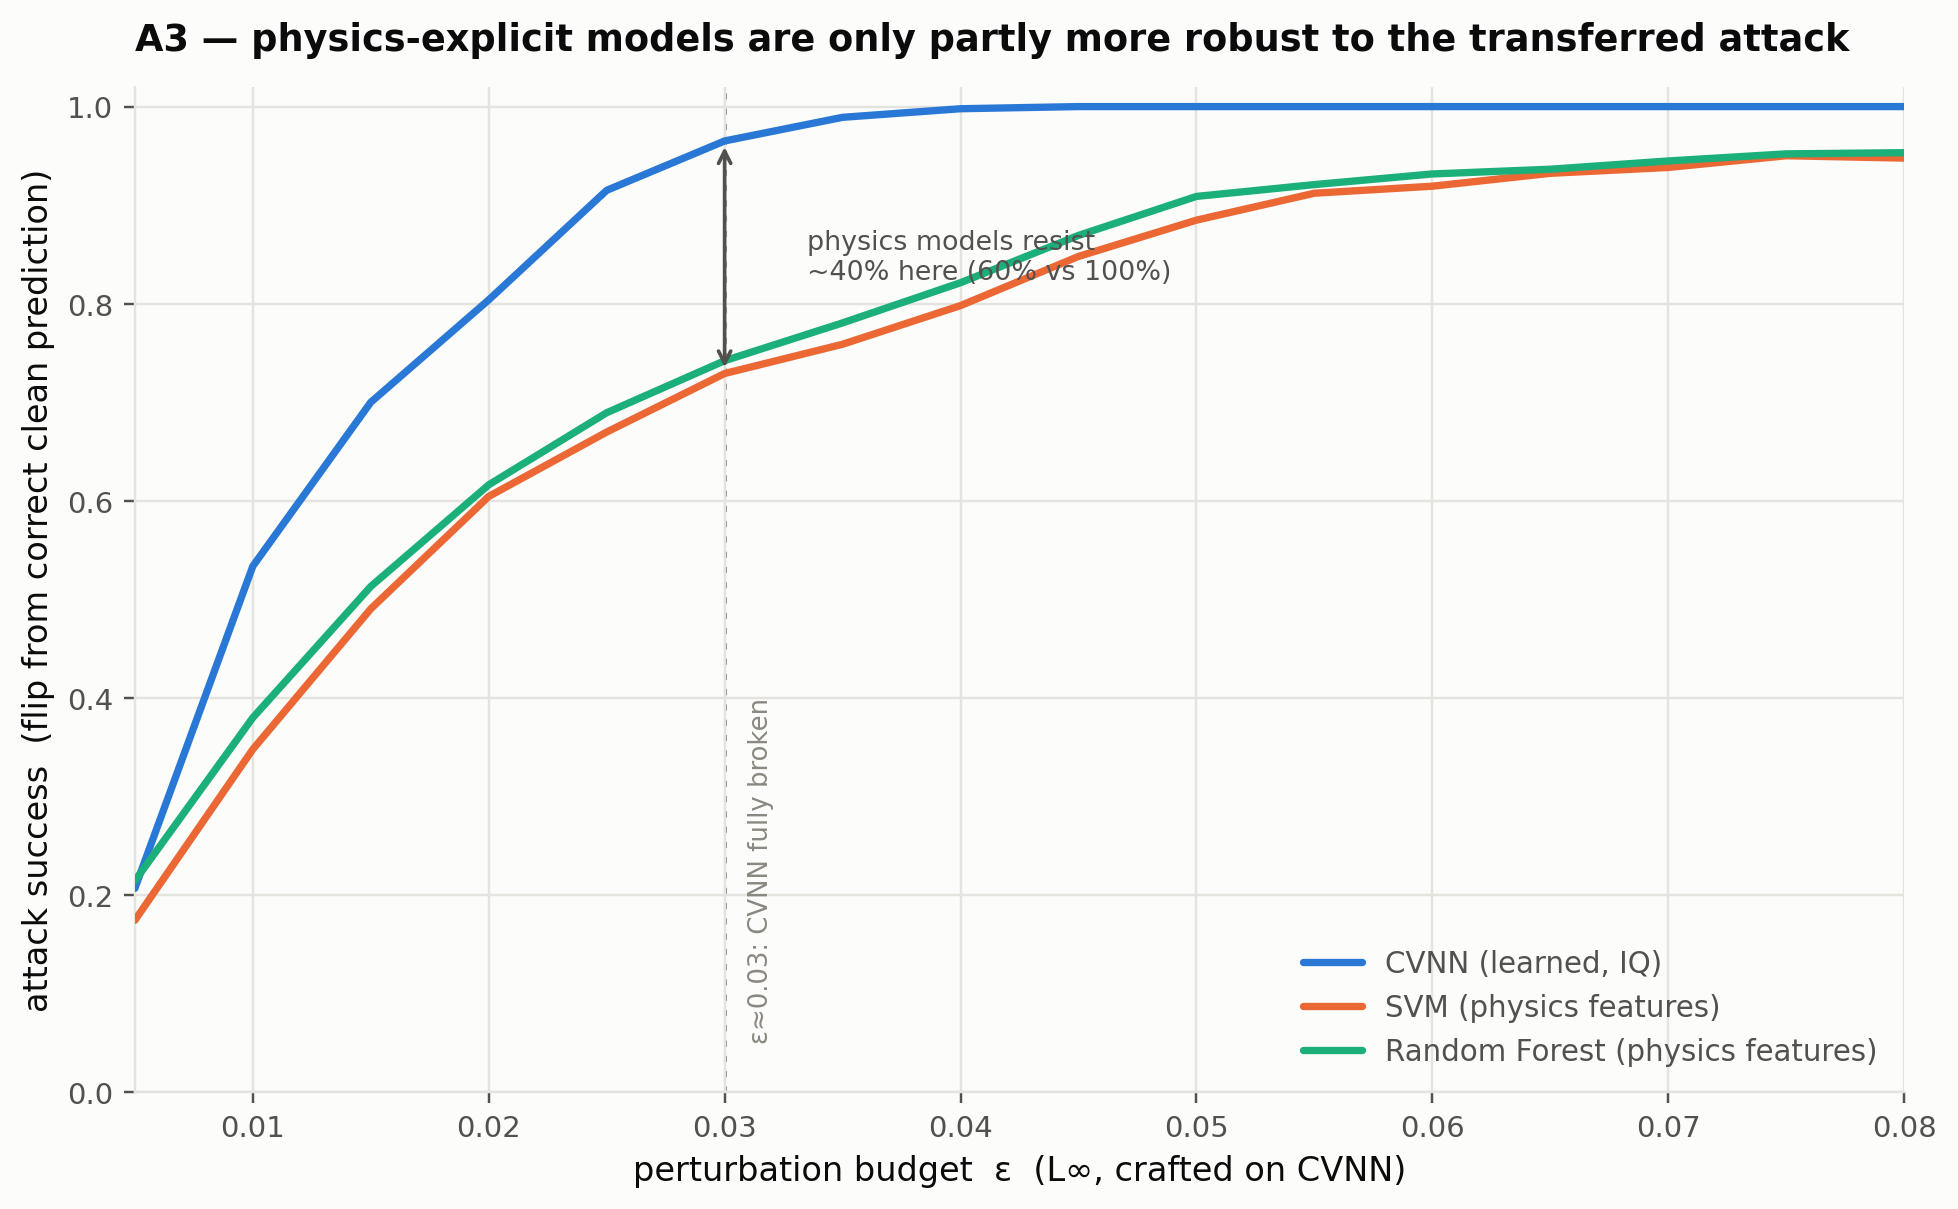 A3 — physics-explicit models are only partly more robust to the transferred attack
attack success  (flip from correct clean prediction)
1.0
0.8
0.6
0.4
0.2
0.0
physics models resist
~40% here (60% vs 100%)
ε≈0.03: CVNN fully broken
CVNN (learned, IQ)
SVM (physics features)
Random Forest (physics features)
0.01
0.02
0.03
0.04
0.05
0.06
0.07
0.08
perturbation budget  ε  (L∞, crafted on CVNN)